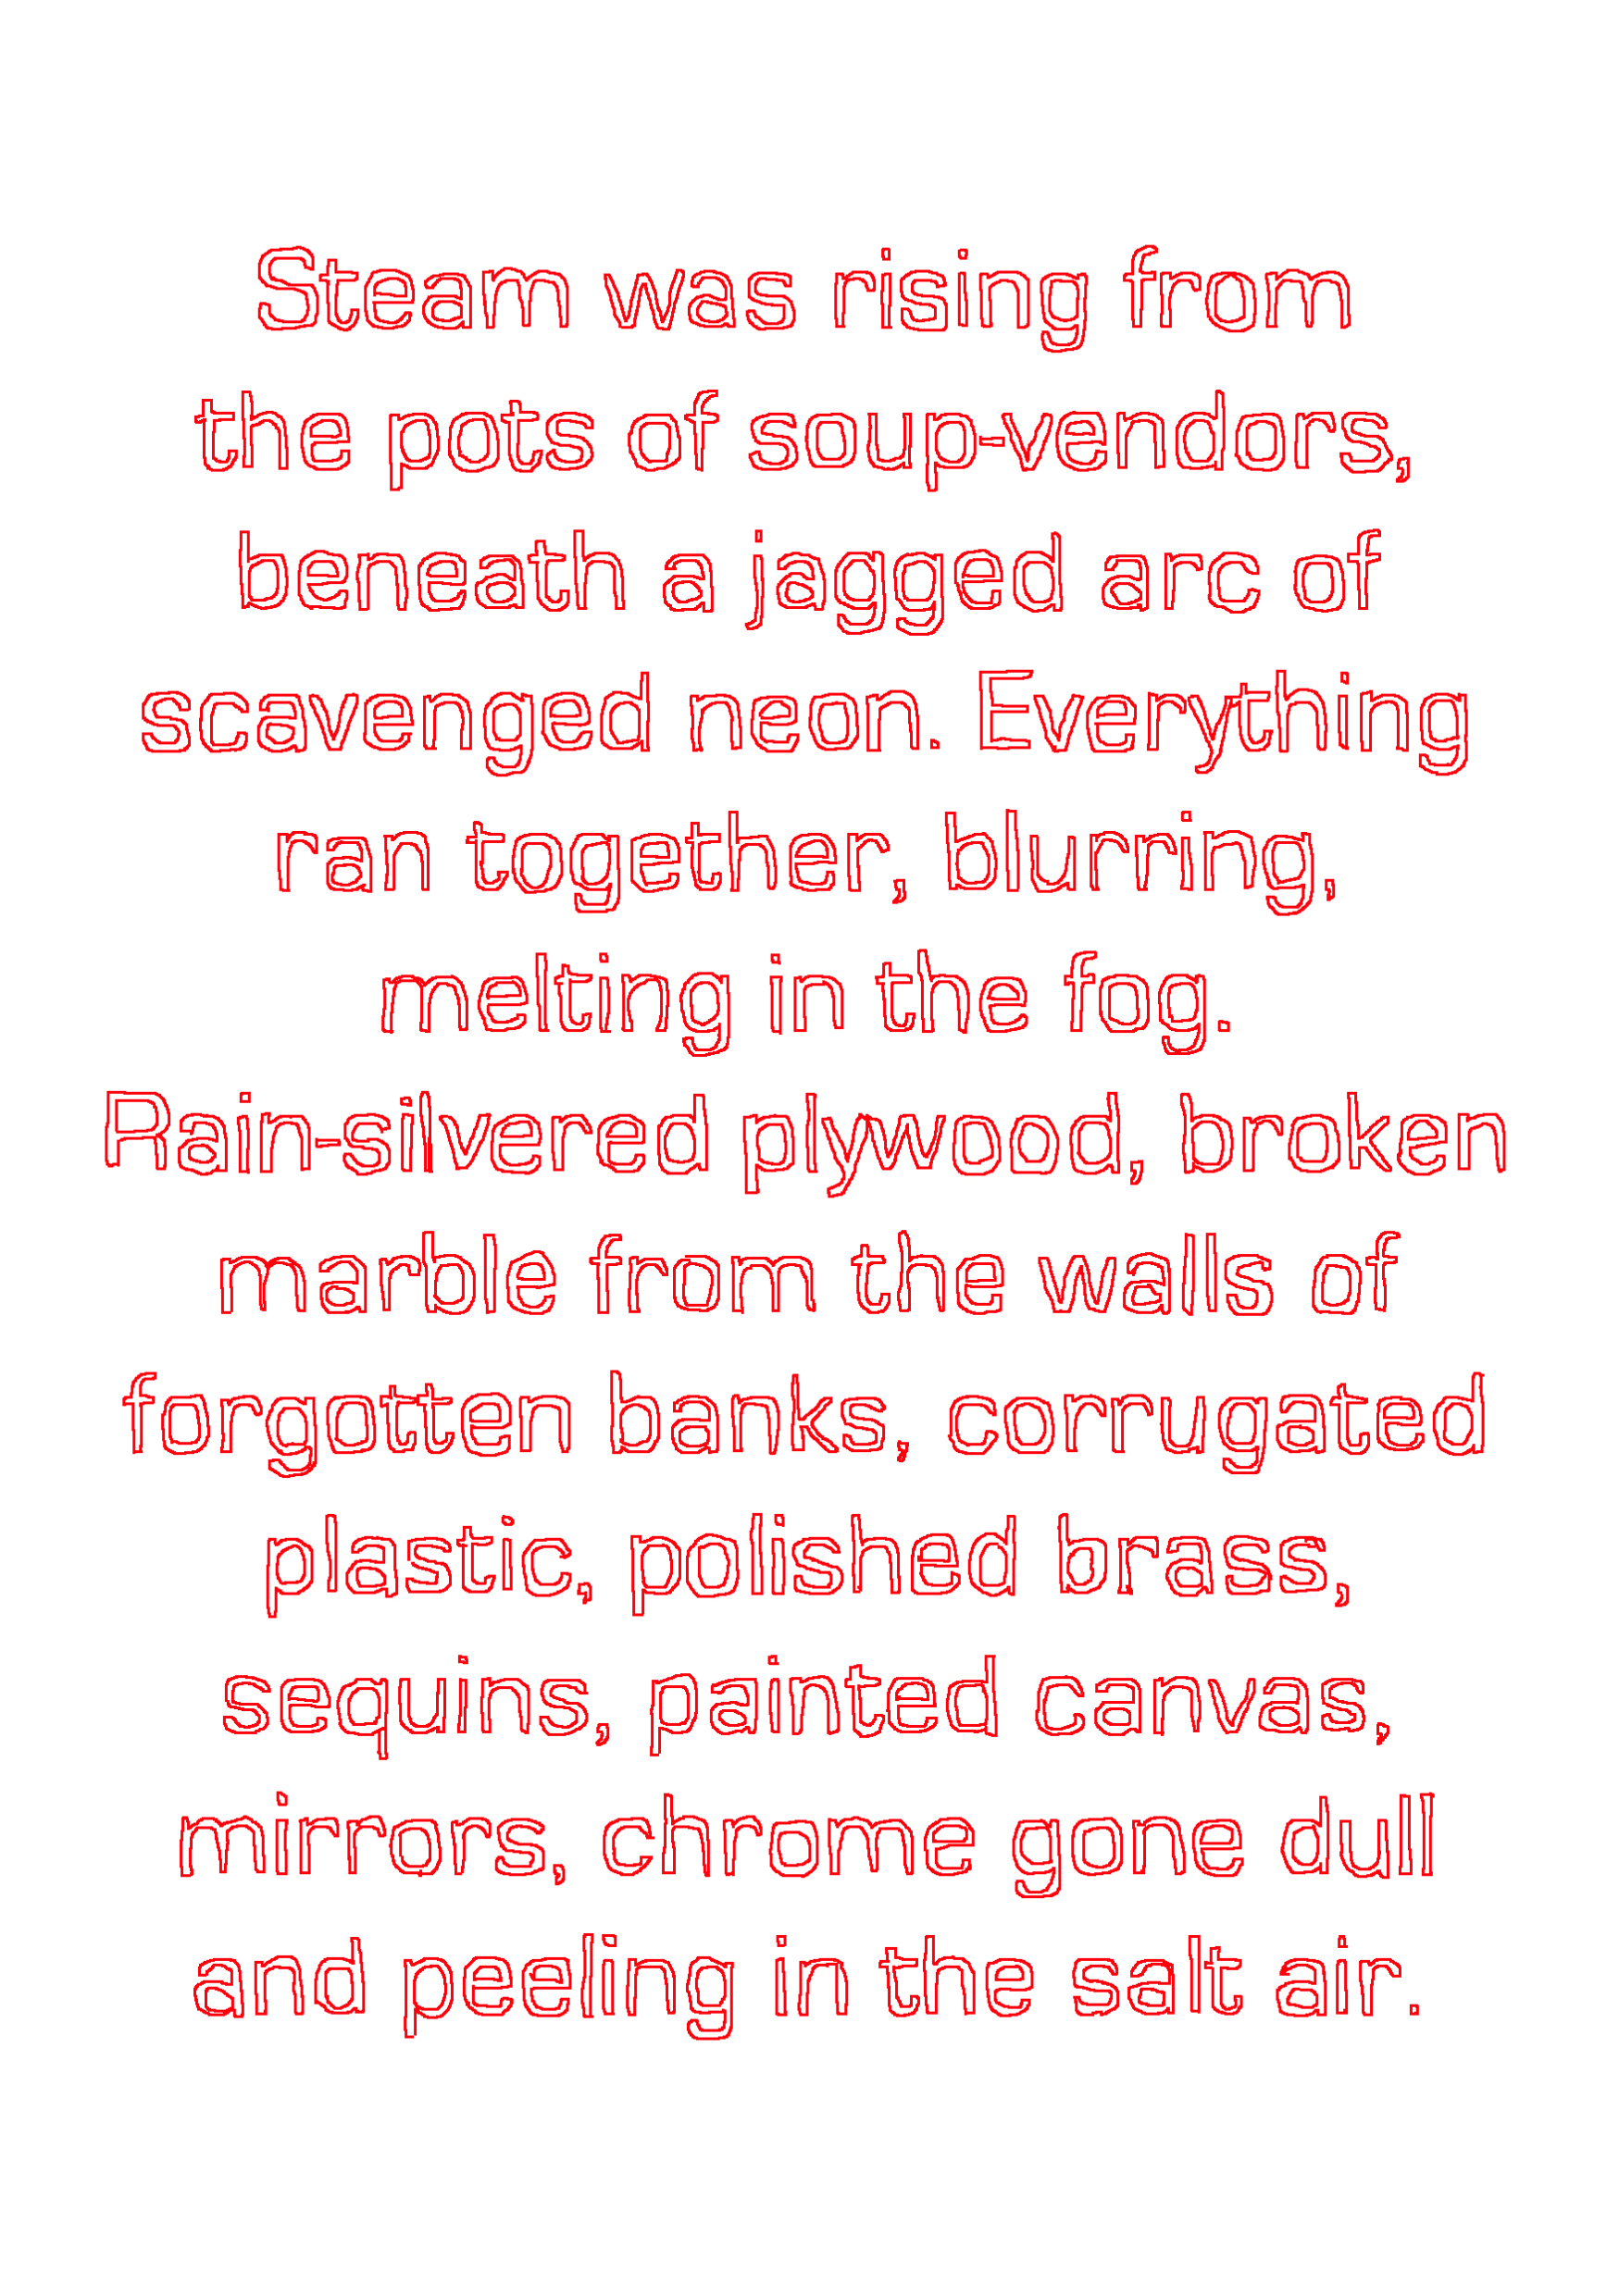 Steam was rising from
the pots of soup-vendors,
beneath a jagged arc of
scavenged neon. Everything
ran together, blurring,
melting in the fog.
Rain-silvered plywood, broken
marble from the walls of
forgotten banks, corrugated
plastic, polished brass,
sequins, painted canvas,
mirrors, chrome gone dull
and peeling in the salt air.